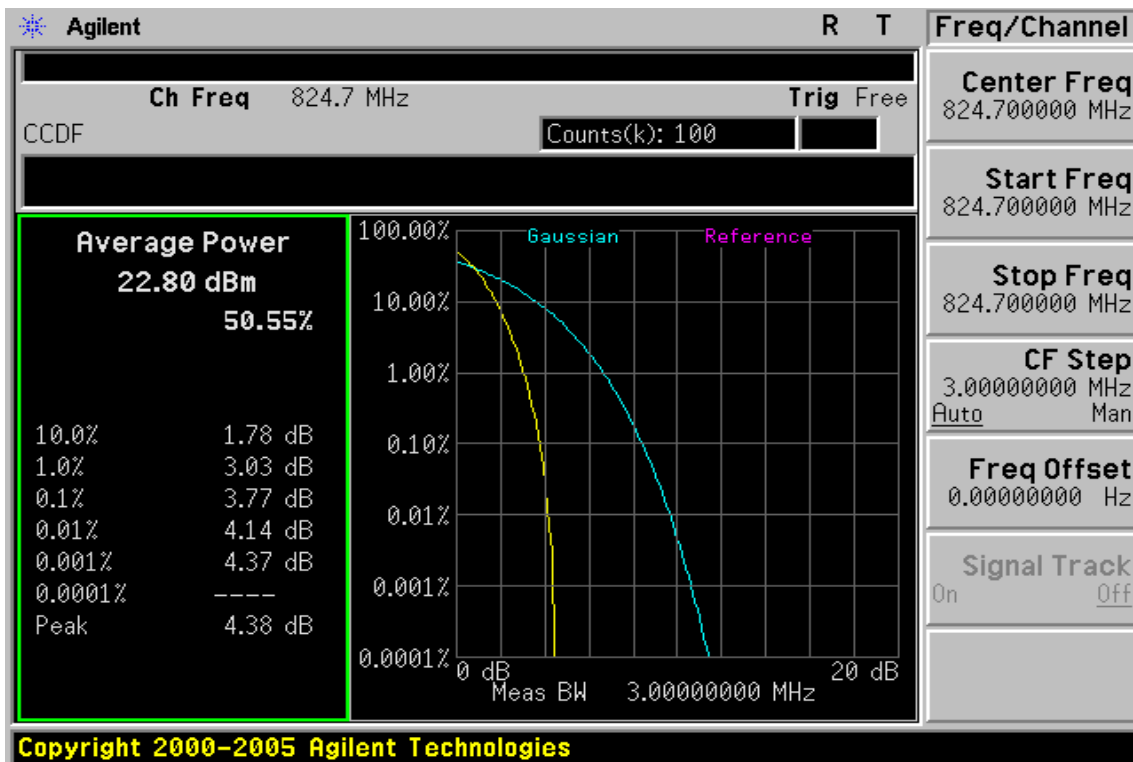 Agilent R T
Ch Freq 824.7 MHz Trig Free
CCDF Counts(k): 100
Average Power
22.80 dBm
50.55%
10.0% 1.78 dB
1.0% 3.03 dB
0.1% 3.77 dB
0.01% 4.14 dB
0.001% 4.37 dB
0.0001% ----
Peak 4.38 dB
Gaussian Reference
100.00%
10.00%
1.00%
0.10%
0.01%
0.001%
0.0001%
0 dB 20 dB
Meas BW 3.00000000 MHz
Freq/Channel
Center Freq
824.700000 MHz
Start Freq
824.700000 MHz
Stop Freq
824.700000 MHz
CF Step
3.00000000 MHz
Auto Man
Freq Offset
0.00000000 Hz
Signal Track
On Off
Copyright 2000-2005 Agilent Technologies